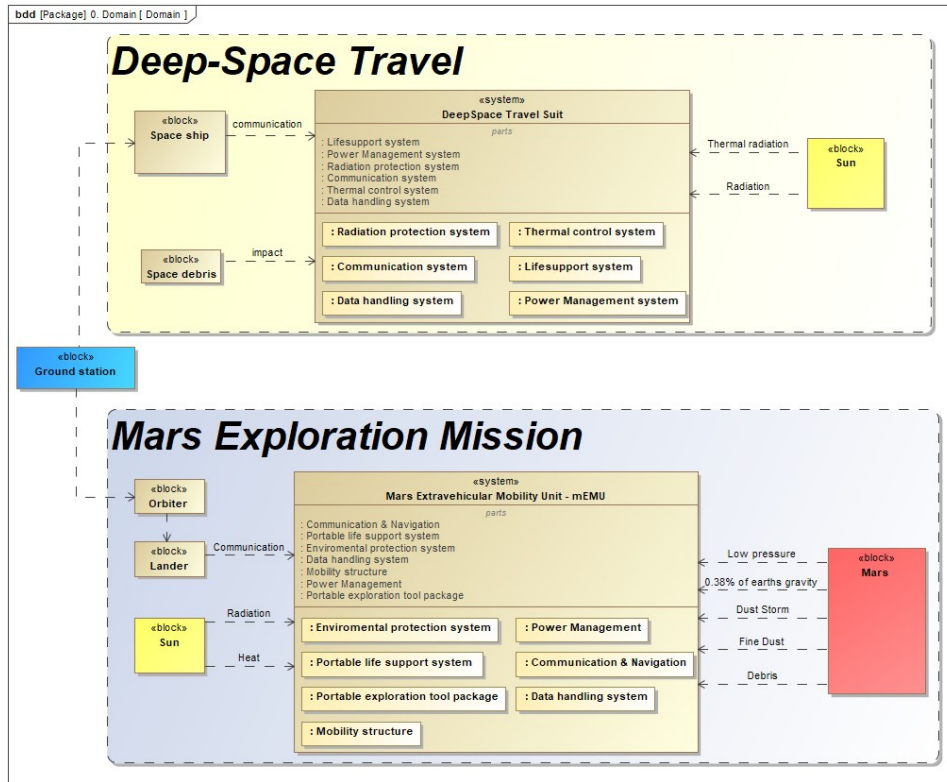 bdd [Package] 0. Domain [ Domain ]
Deep-Space Travel
«block»
Space ship
communication
«system»
DeepSpace Travel Suit
parts
: Lifesupport system
: Power Management system
: Radiation protection system
: Communication system
: Thermal control system
: Data handling system
: Radiation protection system
: Thermal control system
: Communication system
: Lifesupport system
: Data handling system
: Power Management system
Thermal radiation
Radiation
«block»
Sun
«block»
Space debris
impact
«block»
Ground station
Mars Exploration Mission
«block»
Orbiter
«block»
Lander
Communication
«block»
Sun
Radiation
Heat
«system»
Mars Extravehicular Mobility Unit - mEMU
parts
: Communication & Navigation
: Portable life support system
: Enviromental protection system
: Data handling system
: Mobility structure
: Power Management
: Portable exploration tool package
: Enviromental protection system
: Power Management
: Portable life support system
: Communication & Navigation
: Portable exploration tool package
: Data handling system
: Mobility structure
Low pressure
0.38% of earths gravity
Dust Storm
Fine Dust
Debris
«block»
Mars